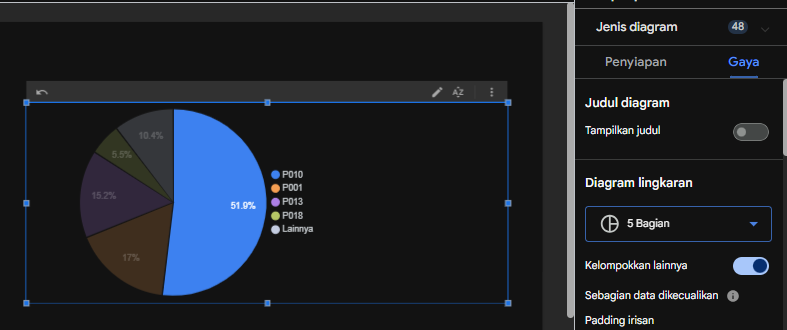 Jenis diagram 48
Penyiapan Gaya
Judul diagram
Tampilkan judul
Diagram lingkaran
5 Bagian
Kelompokkan lainnya
Sebagian data dikecualikan
Padding irisan
10.4%
5.5%
15.2%
17%
51.9%
P010
P001
P013
P018
Lainnya